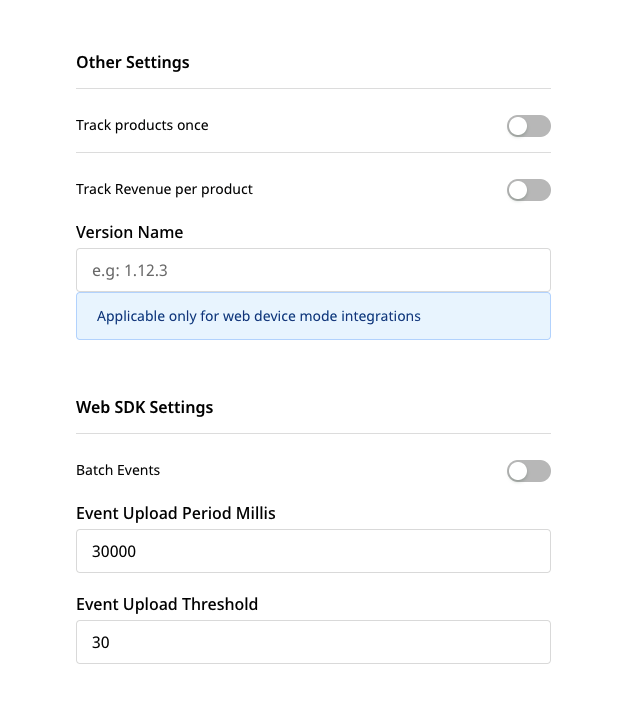 Other Settings
Track products once
Track Revenue per product
Version Name
e.g: 1.12.3
Applicable only for web device mode integrations
Web SDK Settings
Batch Events
Event Upload Period Millis
30000
Event Upload Threshold
30